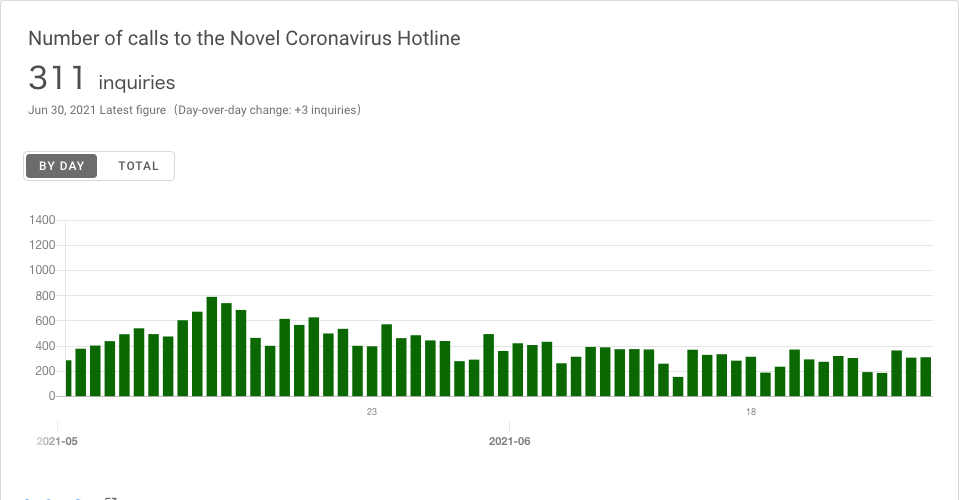 Number of calls to the Novel Coronavirus Hotline
311 inquiries
Jun 30, 2021 Latest figure（Day-over-day change: +3 inquiries）
BY DAY TOTAL
1400
1200
1000
800
600
400
200
0
23 18
2021-05 2021-06